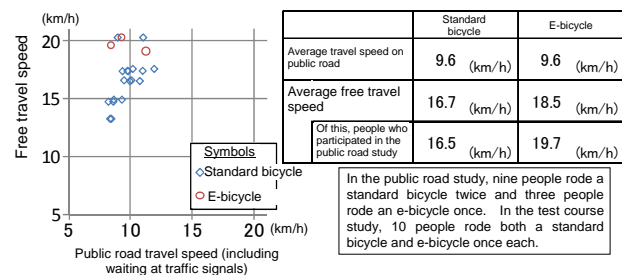 (km/h)
20
15
10
5
Free travel speed
5
10
15
20
(km/h)
Public road travel speed (including
waiting at traffic signals)
Symbols
Standard bicycle
E-bicycle
Standard
bicycle
E-bicycle
Average travel speed on
public road
9.6 (km/h)
9.6 (km/h)
Average free travel
speed
16.7 (km/h)
18.5 (km/h)
Of this, people who
participated in the
public road study
16.5 (km/h)
19.7 (km/h)
In the public road study, nine people rode a
standard bicycle twice and three people
rode an e-bicycle once. In the test course
study, 10 people rode both a standard
bicycle and e-bicycle once each.